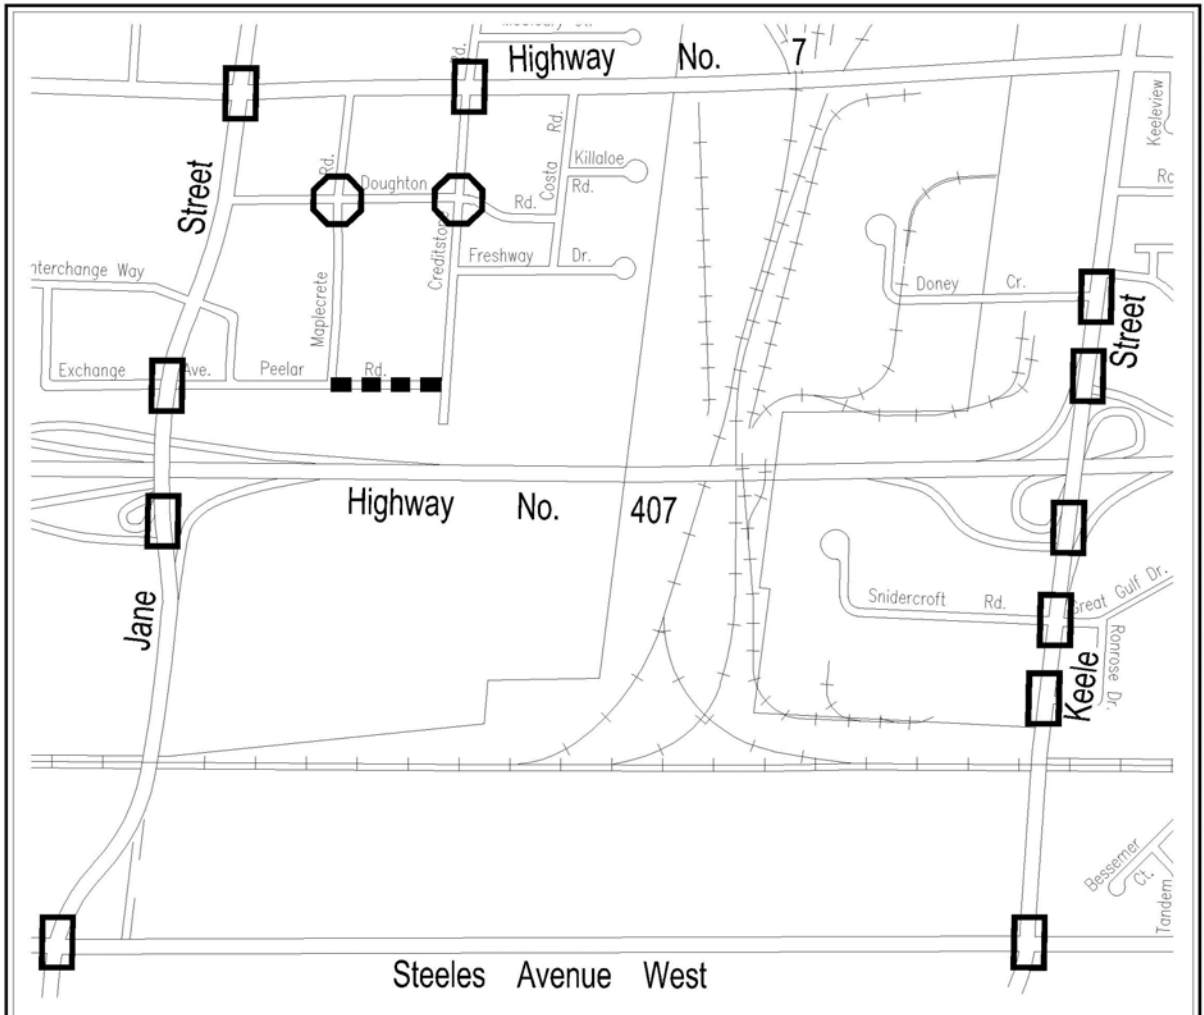 Highway No. 7
Rd.
Keeleview
Street
Rd.
Doughton
Rd.
Costa
Rd.
Killaloe
Rd.
Creditston
Freshway Dr.
Maplecrete
Interchange Way
Exchange Ave.
Peelar Rd.
Doney Cr.
Street
Highway No. 407
Jane
Snidercroft Rd.
Great Gulf Dr.
Ronrose Dr.
Keele
Bessemer
Ct.
Tandem
Steeles Avenue West